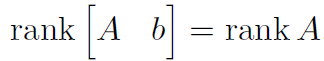 rank [A b] = rank A